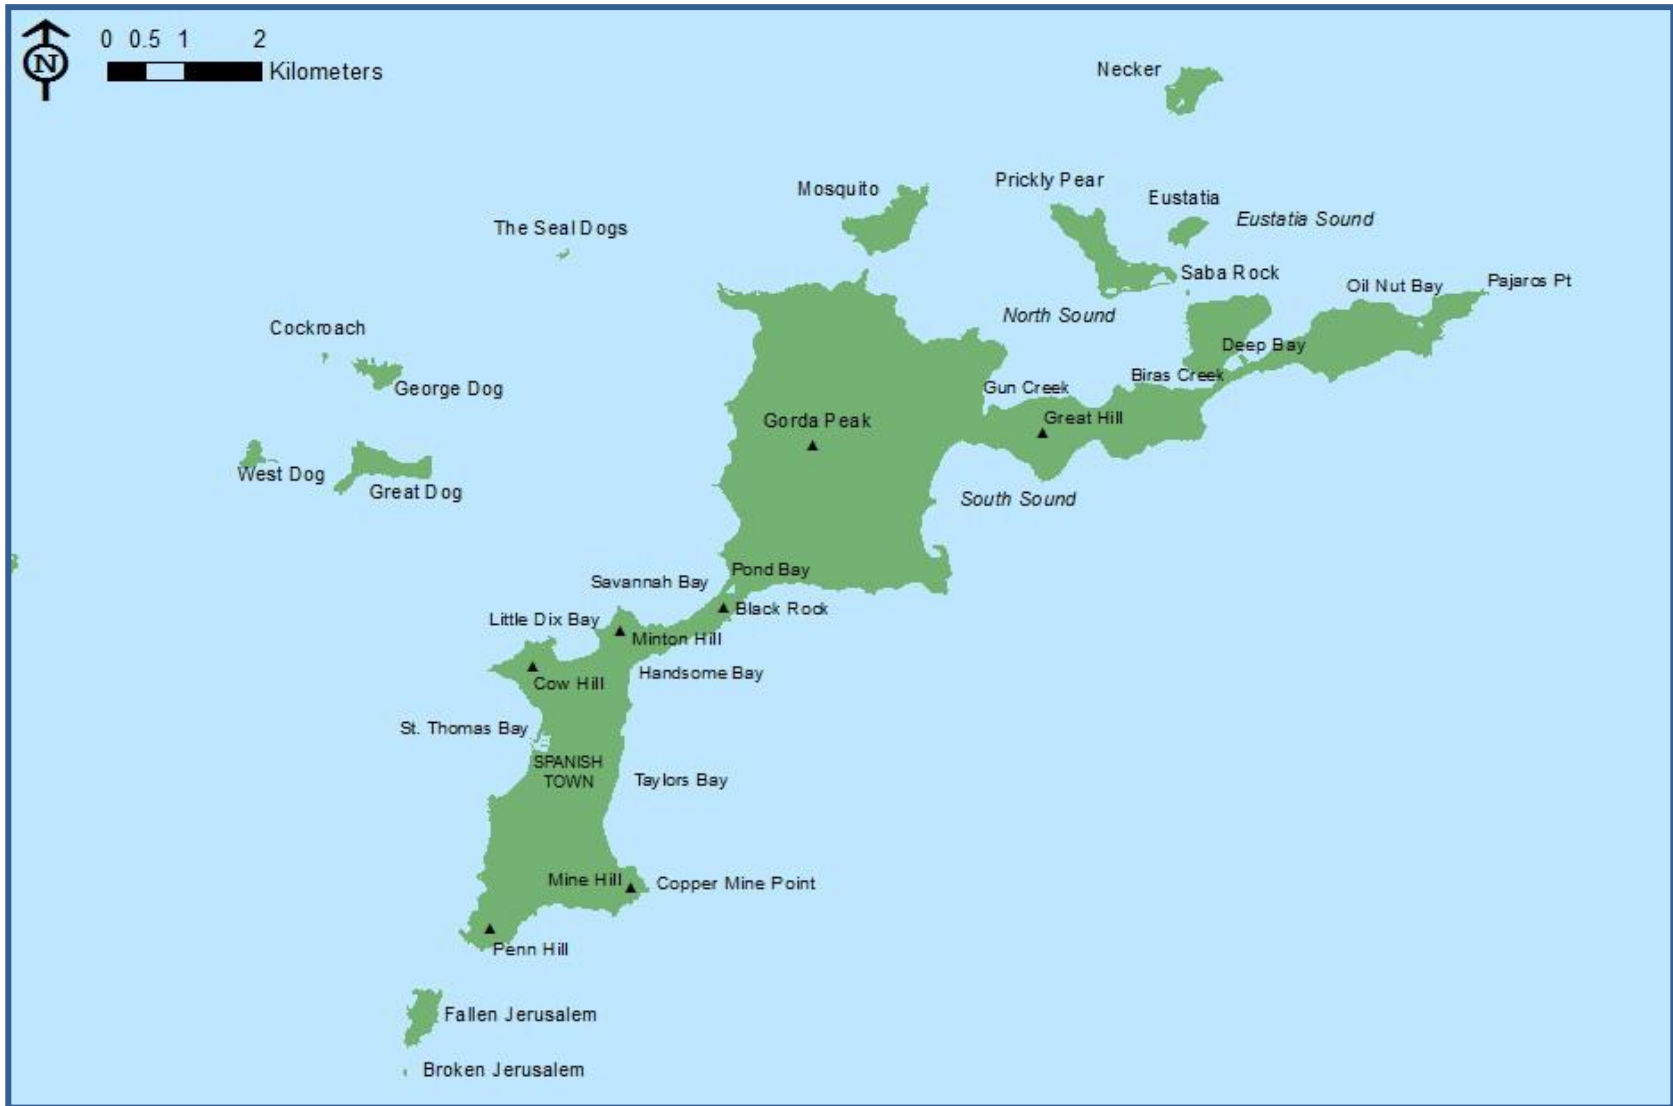 0 0.5 1 2
Kilometers
N
Necker
Mosquito
Prickly Pear
Eustatia
Eustatia Sound
The Seal Dogs
Saba Rock
Oil Nut Bay
Pajaros Pt
North Sound
Cockroach
Deep Bay
George Dog
Biras Creek
Gun Creek
Gorda Peak
Great Hill
West Dog
Great Dog
South Sound
Pond Bay
Savannah Bay
Black Rock
Little Dix Bay
Minton Hill
Handsome Bay
Cow Hill
St. Thomas Bay
SPANISH
TOWN
Taylors Bay
Mine Hill
Copper Mine Point
Penn Hill
Fallen Jerusalem
Broken Jerusalem